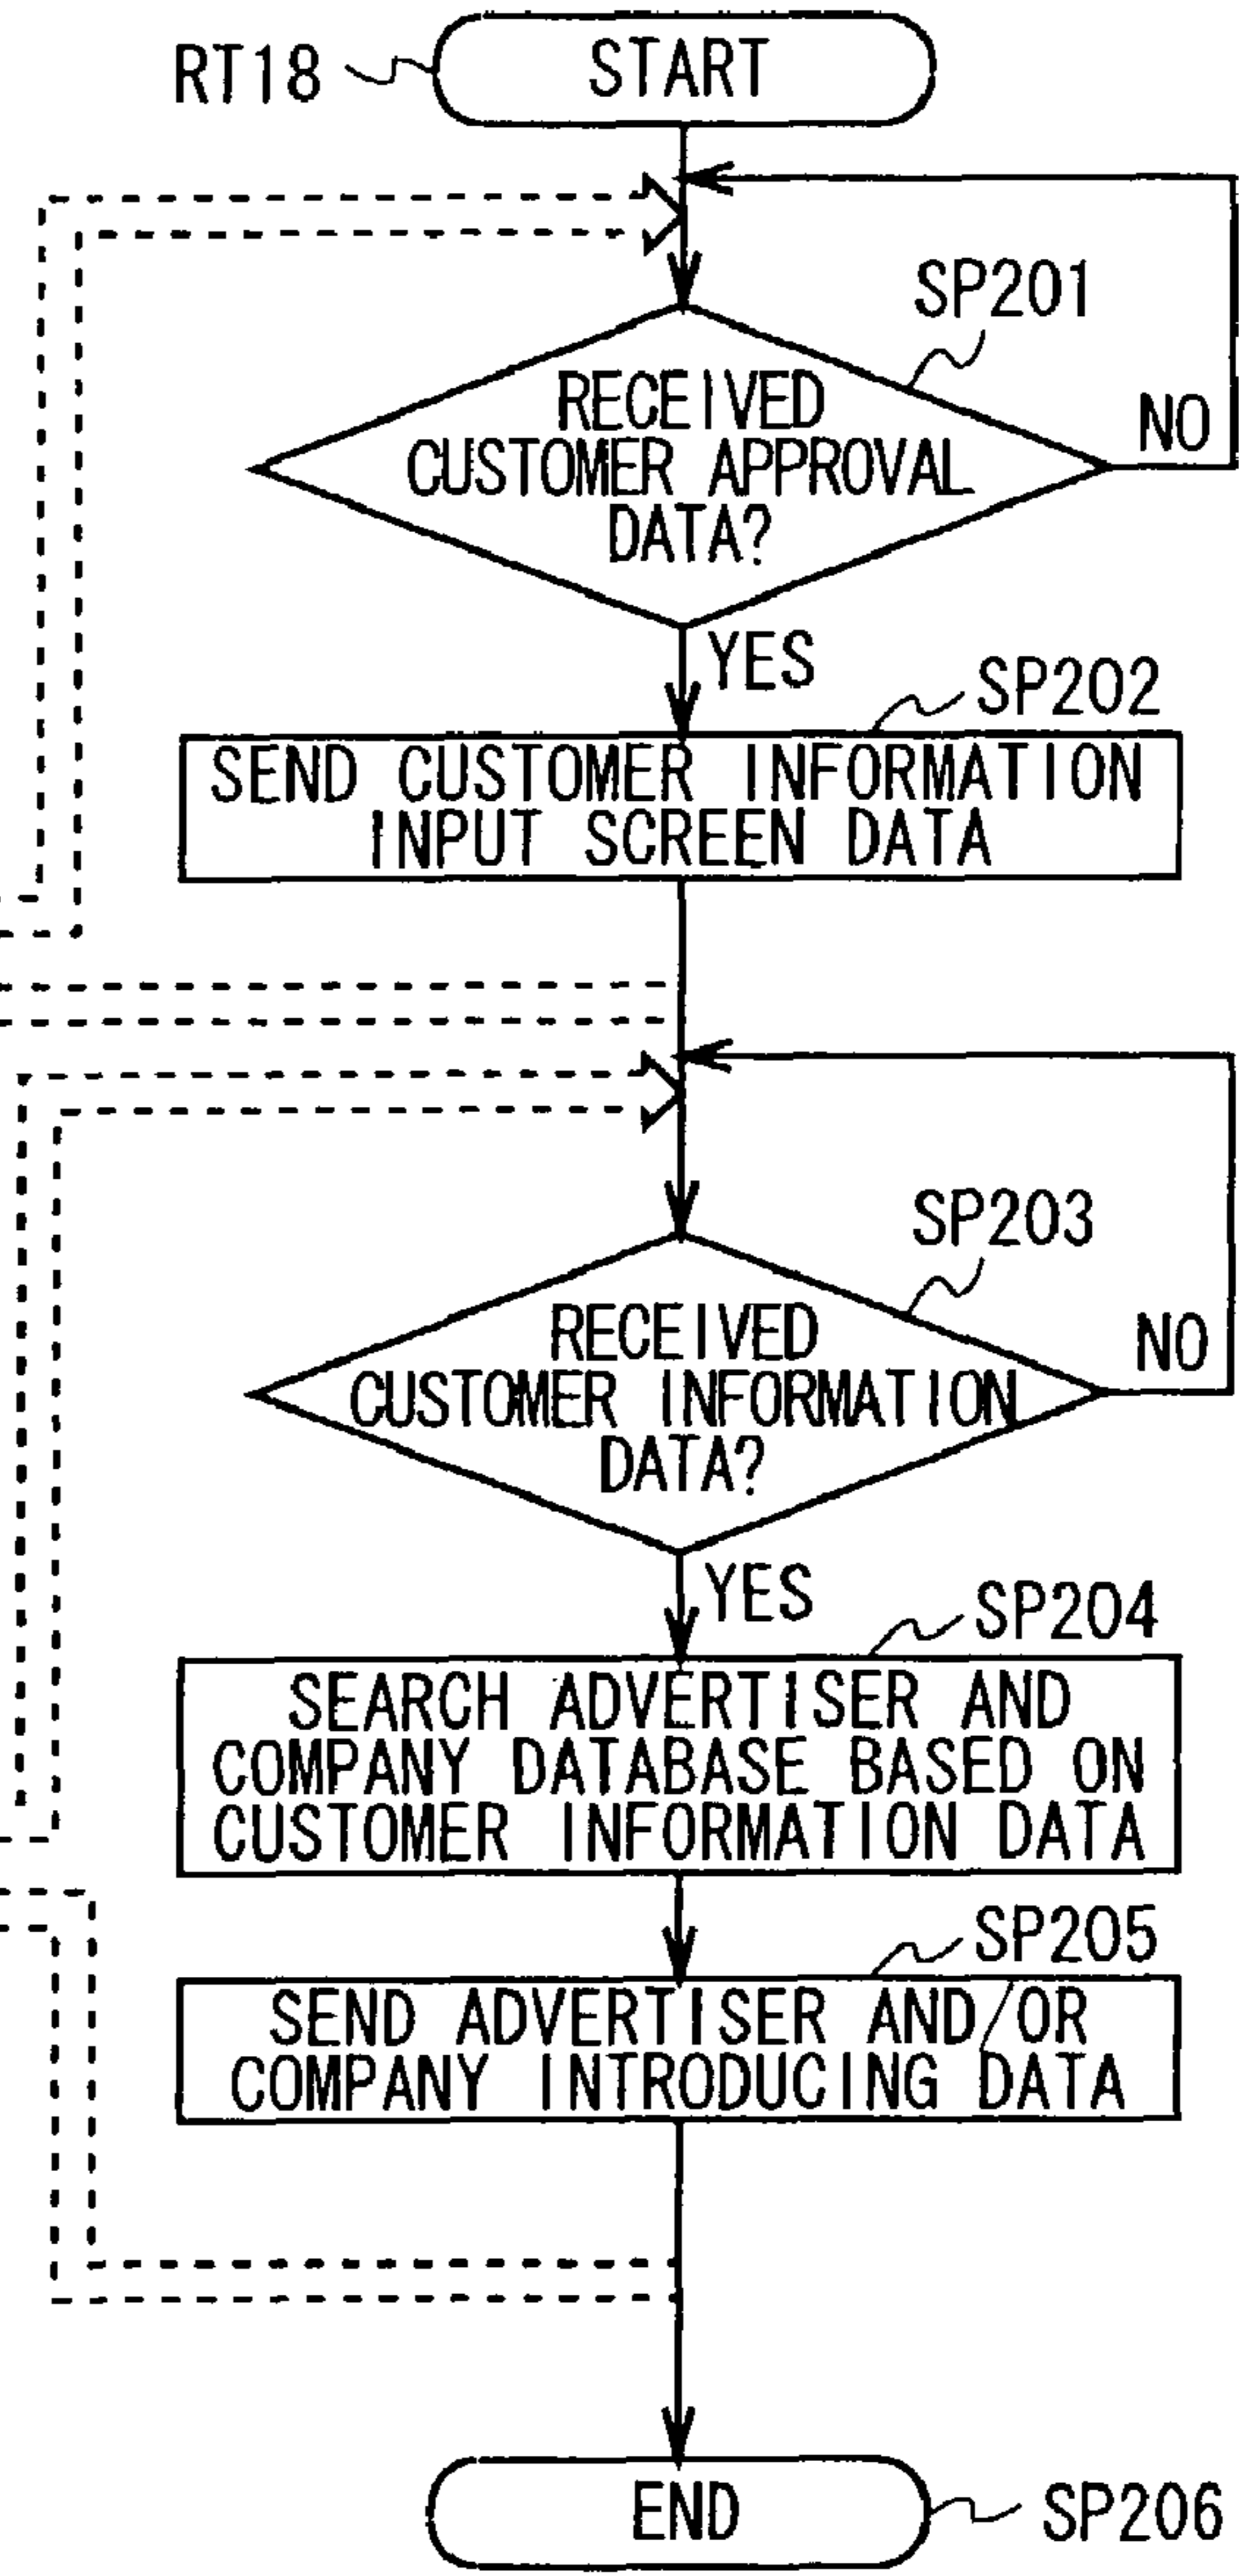 RT18
START
SP201
RECEIVED
CUSTOMER APPROVAL
DATA?
NO
YES
SP202
SEND CUSTOMER INFORMATION
INPUT SCREEN DATA
SP203
RECEIVED
CUSTOMER INFORMATION
DATA?
NO
YES
SP204
SEARCH ADVERTISER AND
COMPANY DATABASE BASED ON
CUSTOMER INFORMATION DATA
SP205
SEND ADVERTISER AND/OR
COMPANY INTRODUCING DATA
END
SP206